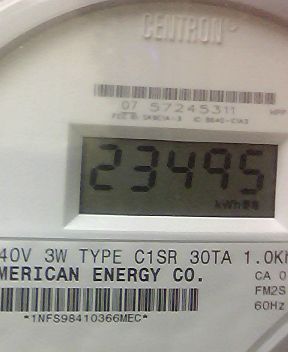 CENTRON®
07 57245311
23495
kWh
40V 3W TYPE C1SR 30TA 1.0Kh
MERICAN ENERGY CO.
CA 0
FM2S
60Hz
*1NFS98410366MEC*